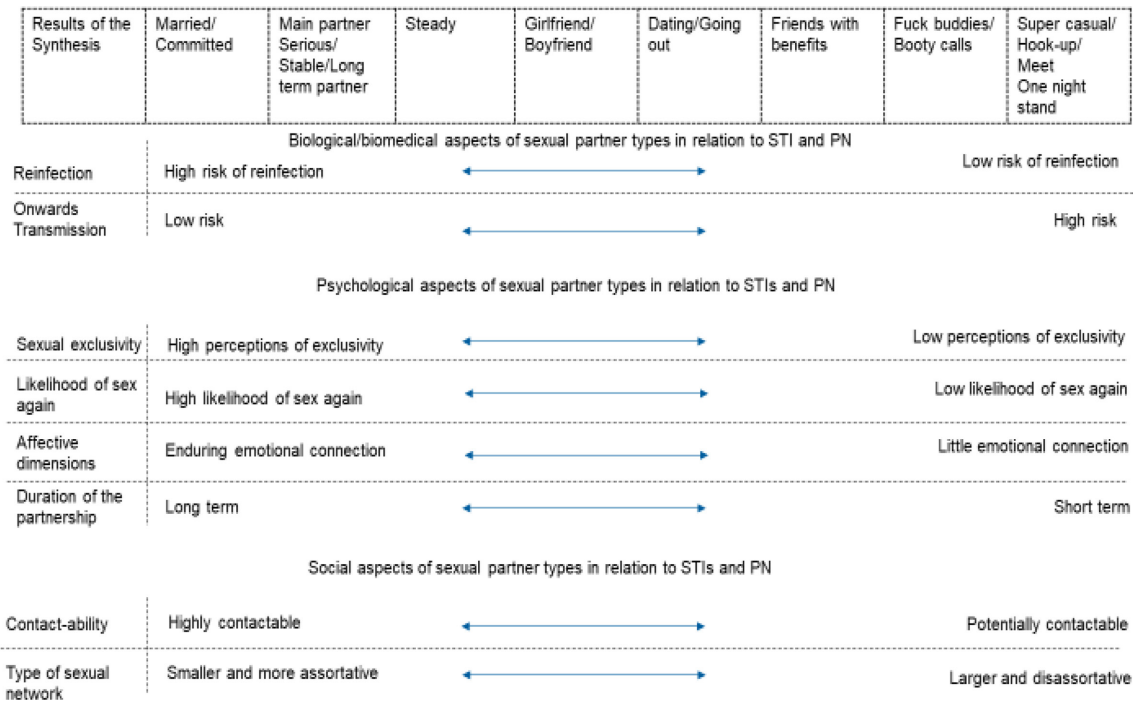 Results of the
Synthesis
Married/
Committed
Main partner
Serious/
Stable/Long
term partner
Steady
Girlfriend/
Boyfriend
Dating/Going
out
Friends with
benefits
Fuck buddies/
Booty calls
Super casual/
Hook-up/
Meet
One night
stand
Biological/biomedical aspects of sexual partner types in relation to STI and PN
Reinfection
High risk of reinfection
Low risk of reinfection
Onwards
Transmission
Low risk
High risk
Psychological aspects of sexual partner types in relation to STIs and PN
Sexual exclusivity
High perceptions of exclusivity
Low perceptions of exclusivity
Likelihood of sex
again
High likelihood of sex again
Low likelihood of sex again
Affective
dimensions
Enduring emotional connection
Little emotional connection
Duration of the
partnership
Long term
Short term
Social aspects of sexual partner types in relation to STIs and PN
Contact-ability
Highly contactable
Potentially contactable
Type of sexual
network
Smaller and more assortative
Larger and disassortative